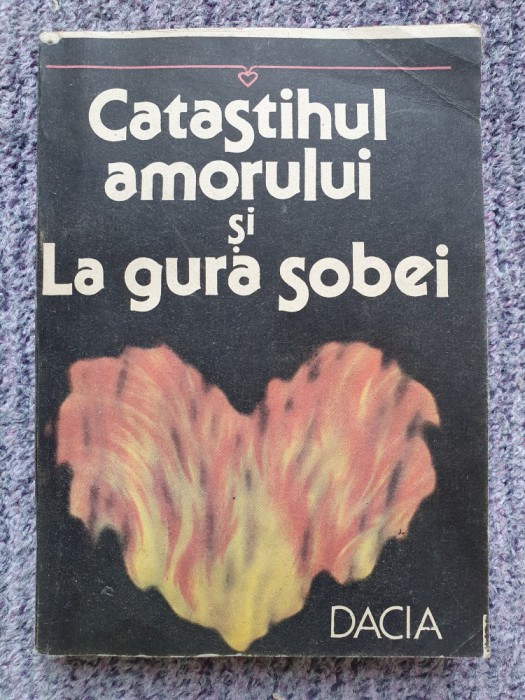 Catastihul
amorului
și
La gura sobei
DACIA